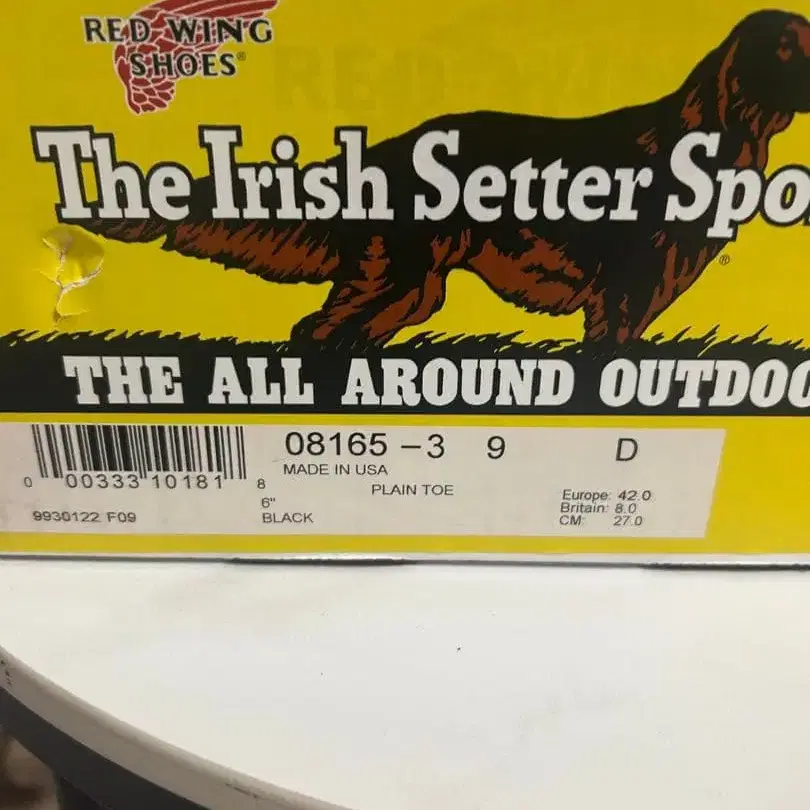 RED WING
SHOES®
The Irish Setter Spo
®
THE ALL AROUND OUTDOO
08165-3 9 D
MADE IN USA
0 00333 10181 8
PLAIN TOE
6"
BLACK
9930122 F09
Europe: 42.0
Britain: 8.0
CM: 27.0